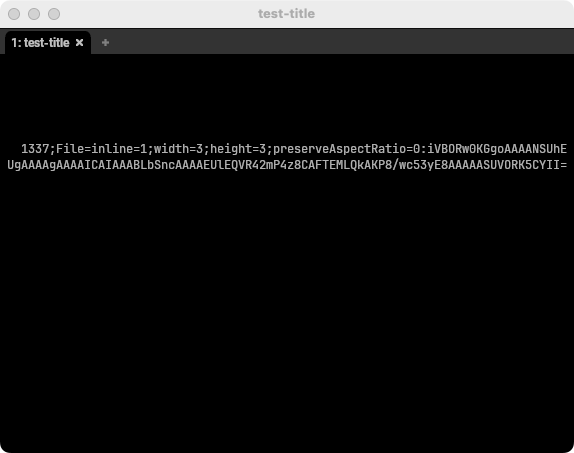 test-title
1: test-title × +
1337;File=inline=1;width=3;height=3;preserveAspectRatio=0:iVBORw0KGgoAAAANSUhE
UgAAAAgAAAAICAIAAABLbSncAAAAEUlEQVR42mP4z8CAFTEMLQkAKP8/wc53yE8AAAAASUVORK5CYII=